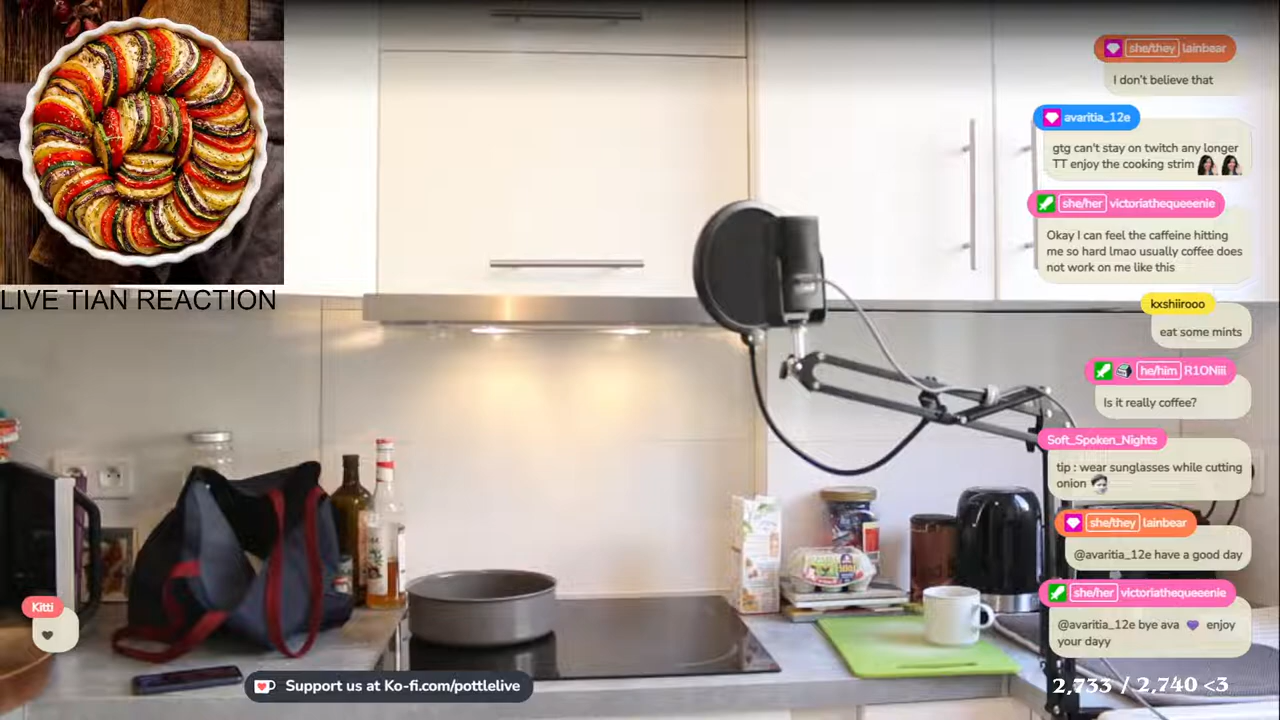 LIVE TIAN REACTION
she/they lainbear
I don't believe that
avaritia_12e
gtg can't stay on twitch any longer
TT enjoy the cooking strim
she/her victoriathequeeenie
Okay I can feel the caffeine hitting
me so hard lmao usually coffee does
not work on me like this
kxshiirooo
eat some mints
he/him R1ONiii
Is it really coffee?
Soft_Spoken_Nights
tip : wear sunglasses while cutting
onion
she/they lainbear
@avaritia_12e have a good day
she/her victoriathequeeenie
@avaritia_12e bye ava 💜 enjoy
your dayy
Kitti
Support us at Ko-fi.com/pottlelive
2,733 / 2,740 <3